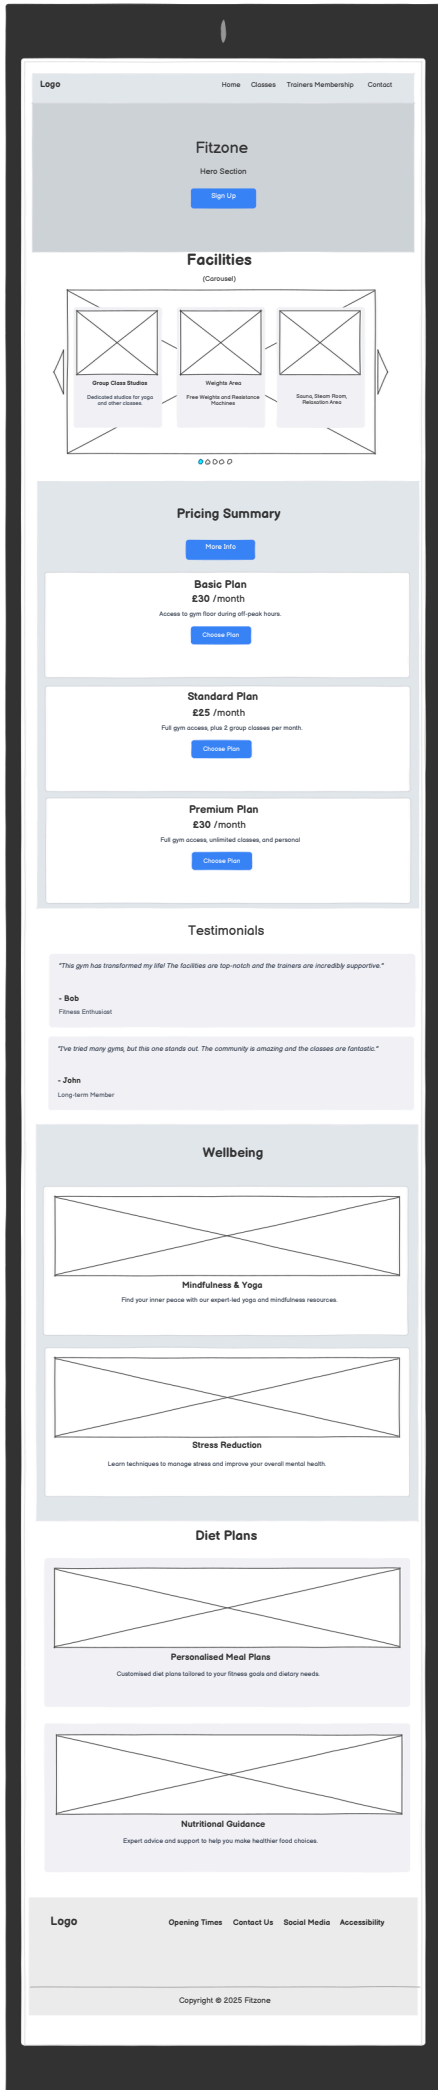 Logo Home Classes Trainers Membership Contact
Fitzone
Hero Section
Sign Up
Facilities
(Carousel)
Group Class Studios
Dedicated studios for yoga
and other classes.
Weights Area
Free Weights and Resistance
Machines
Sauna, Steam Room,
Relaxation Area
Pricing Summary
More Info
Basic Plan
£30 /month
Access to gym floor during off-peak hours.
Choose Plan
Standard Plan
£25 /month
Full gym access, plus 2 group classes per month.
Choose Plan
Premium Plan
£30 /month
Full gym access, unlimited classes, and personal
Choose Plan
Testimonials
"This gym has transformed my life! The facilities are top-notch and the trainers are incredibly supportive."
- Bob
Fitness Enthusiast
"I've tried many gyms, but this one stands out. The community is amazing and the classes are fantastic."
- John
Long-term Member
Wellbeing
Mindfulness & Yoga
Find your inner peace with our expert-led yoga and mindfulness resources.
Stress Reduction
Learn techniques to manage stress and improve your overall mental health.
Diet Plans
Personalised Meal Plans
Customised diet plans tailored to your fitness goals and dietary needs.
Nutritional Guidance
Expert advice and support to help you make healthier food choices.
Logo Opening Times Contact Us Social Media Accessibility
Copyright © 2025 Fitzone